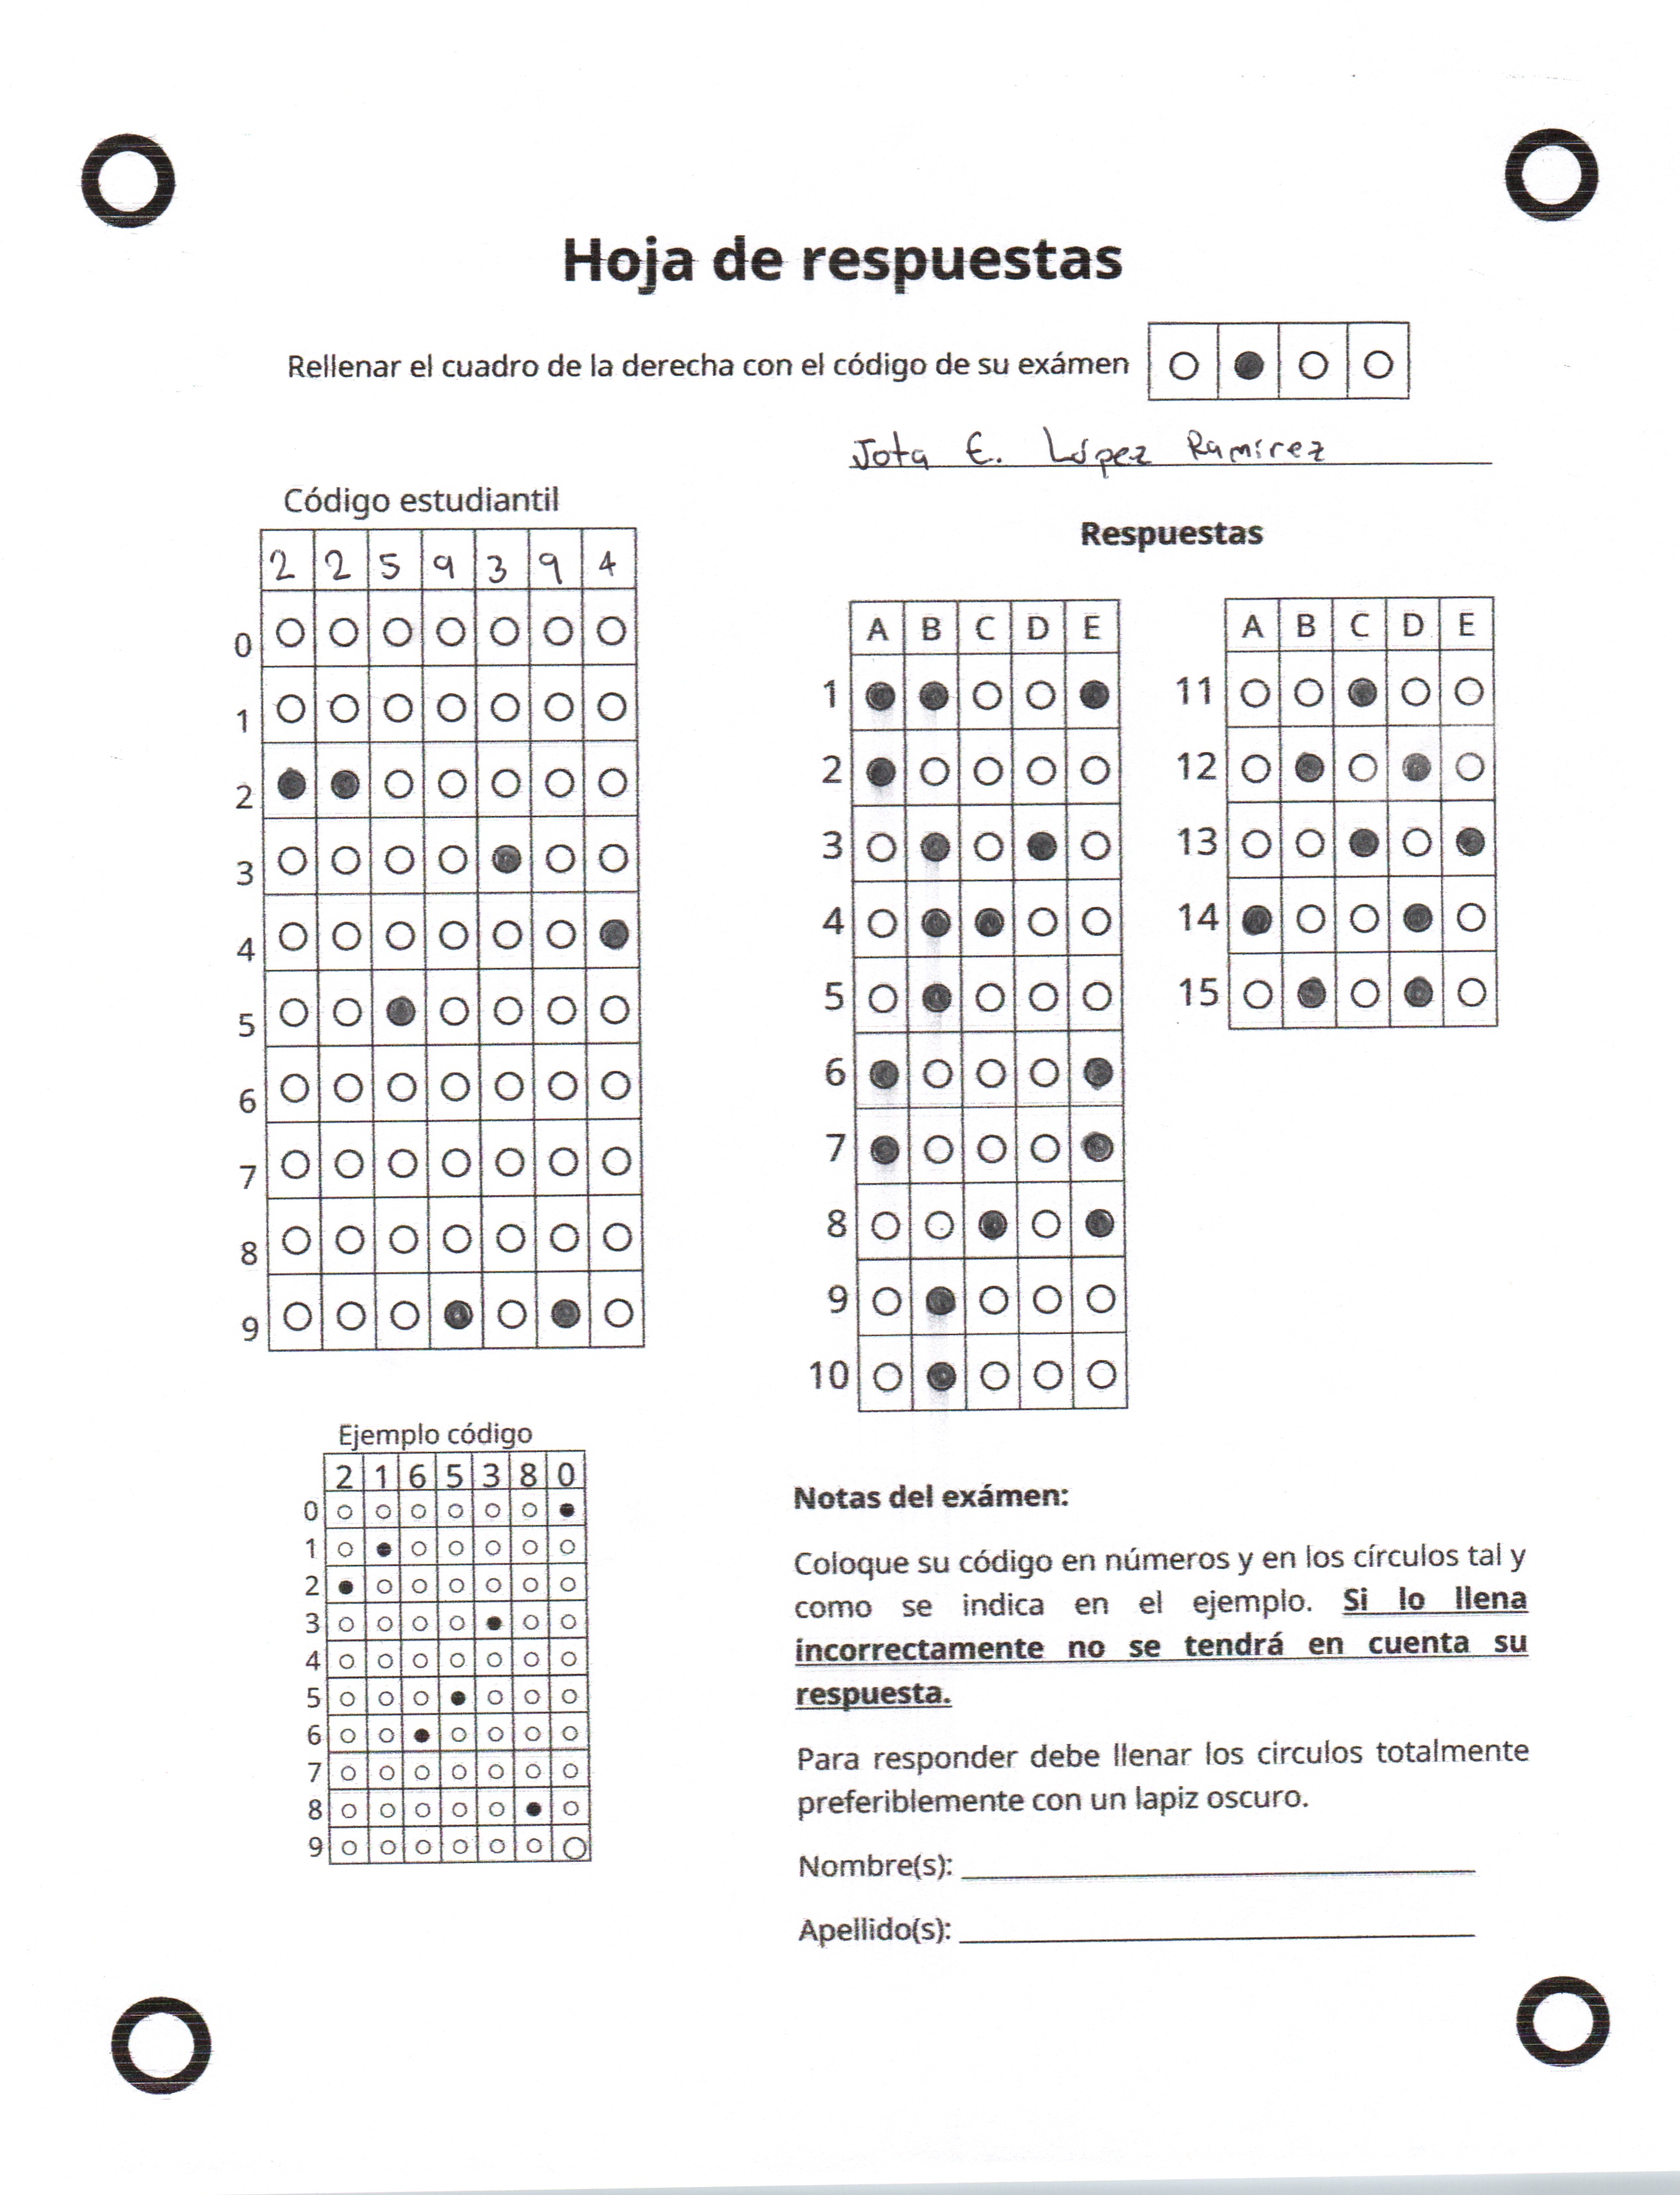 Hoja de respuestas
Rellenar el cuadro de la derecha con el código de su exámen
Jota E. López Ramírez
Código estudiantil
2 2 5 9 3 9 4
0
1
2
3
4
5
6
7
8
9
Respuestas
A B C D E
1
2
3
4
5
6
7
8
9
10
A B C D E
11
12
13
14
15
Ejemplo código
2 1 6 5 3 8 0
0
1
2
3
4
5
6
7
8
9
Notas del exámen:
Coloque su código en números y en los círculos tal y
como se indica en el ejemplo. Si lo llena
incorrectamente no se tendrá en cuenta su
respuesta.
Para responder debe llenar los circulos totalmente
preferiblemente con un lapiz oscuro.
Nombre(s):
Apellido(s):